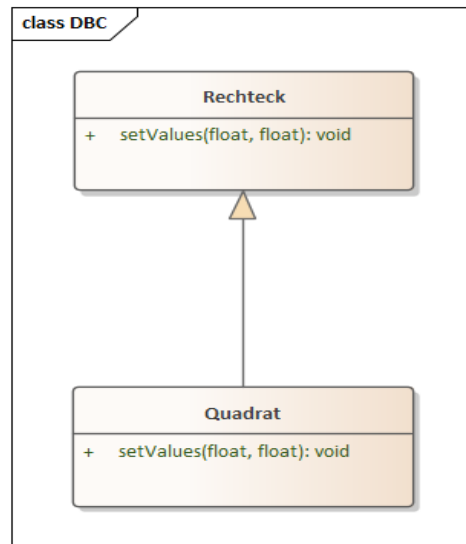 class DBC
Rechteck
+ setValues(float, float): void
Quadrat
+ setValues(float, float): void